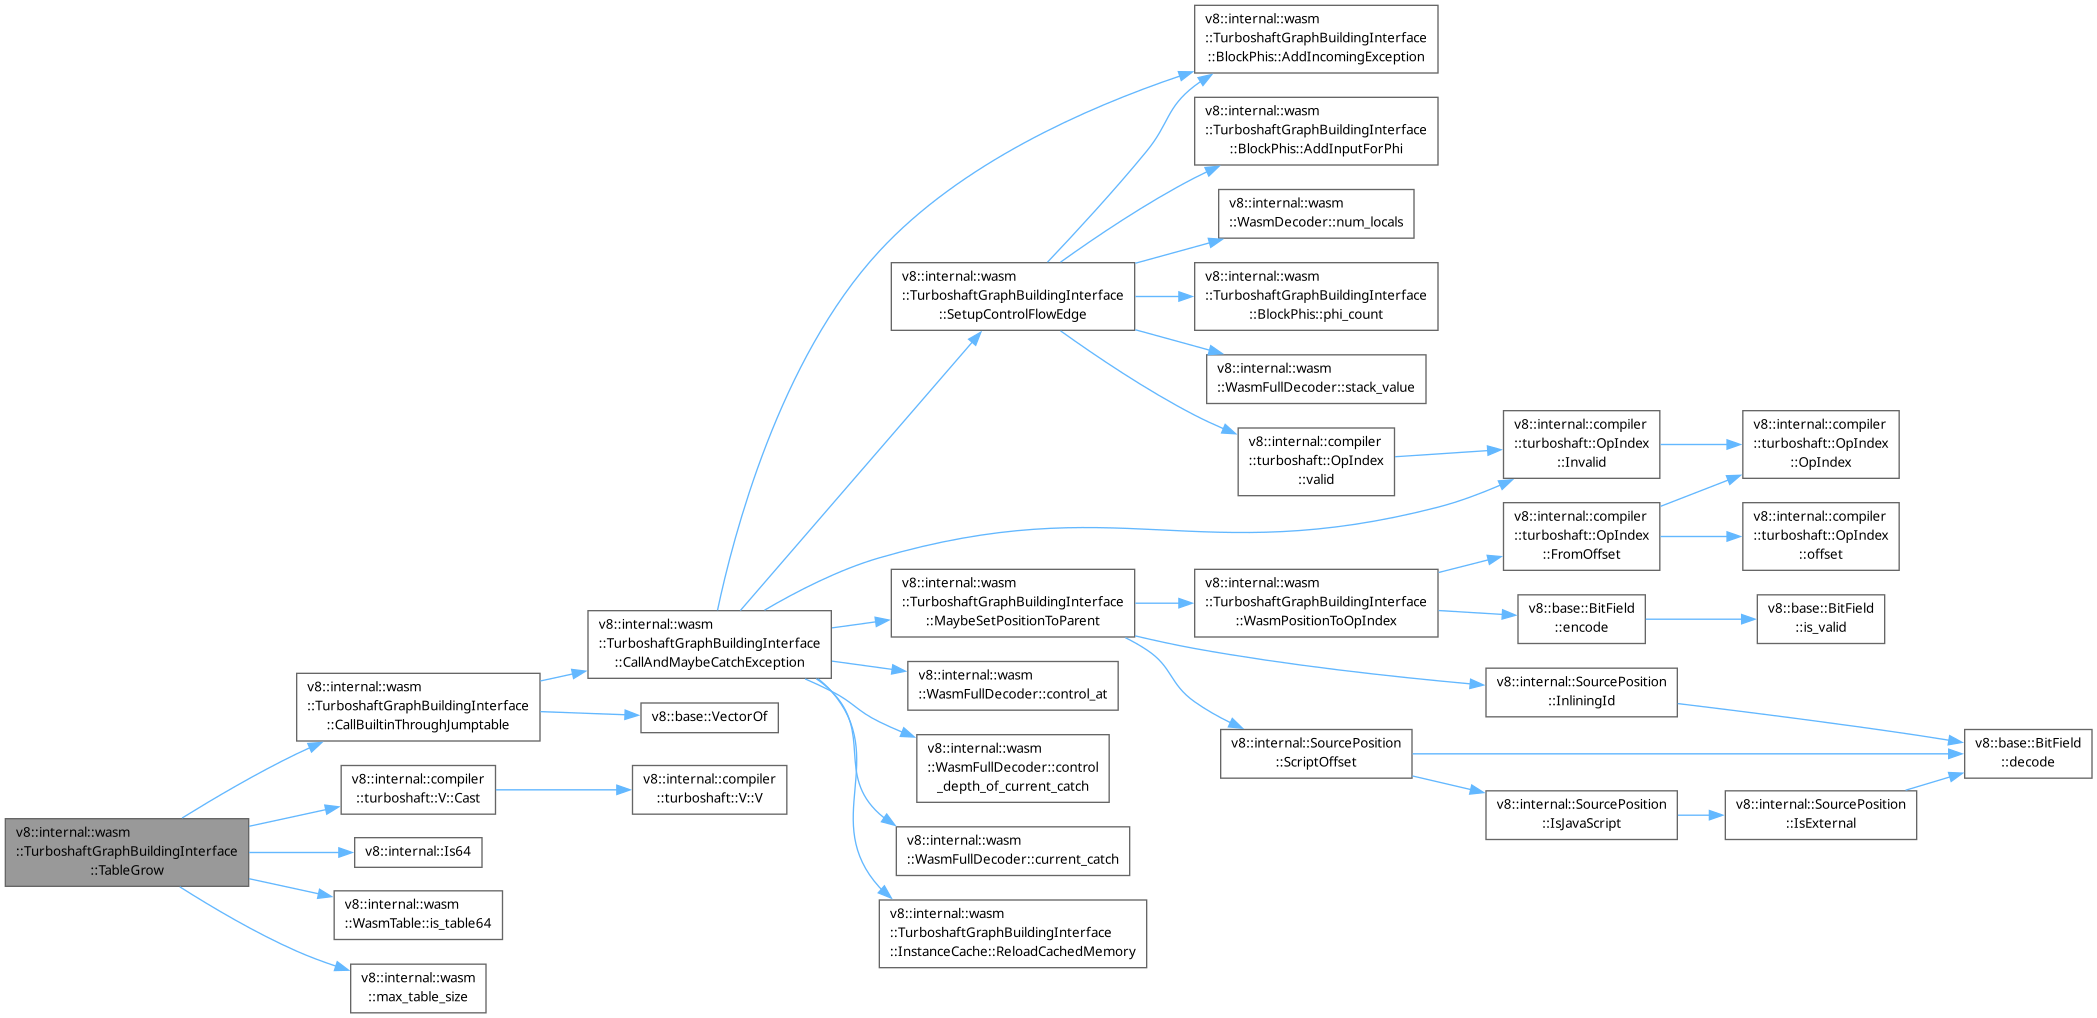 v8::internal::wasm
::TurboshaftGraphBuildingInterface
::TableGrow
v8::internal::wasm
::TurboshaftGraphBuildingInterface
::CallBuiltinThroughJumptable
v8::internal::compiler
::turboshaft::V::Cast
v8::internal::Is64
v8::internal::wasm
::WasmTable::is_table64
v8::internal::wasm
::max_table_size
v8::internal::wasm
::TurboshaftGraphBuildingInterface
::CallAndMaybeCatchException
v8::base::VectorOf
v8::internal::compiler
::turboshaft::V::V
v8::internal::wasm
::TurboshaftGraphBuildingInterface
::SetupControlFlowEdge
v8::internal::wasm
::TurboshaftGraphBuildingInterface
::MaybeSetPositionToParent
v8::internal::wasm
::WasmFullDecoder::control_at
v8::internal::wasm
::WasmFullDecoder::control
_depth_of_current_catch
v8::internal::wasm
::WasmFullDecoder::current_catch
v8::internal::wasm
::TurboshaftGraphBuildingInterface
::InstanceCache::ReloadCachedMemory
v8::internal::wasm
::TurboshaftGraphBuildingInterface
::BlockPhis::AddIncomingException
v8::internal::wasm
::TurboshaftGraphBuildingInterface
::BlockPhis::AddInputForPhi
v8::internal::wasm
::WasmDecoder::num_locals
v8::internal::wasm
::TurboshaftGraphBuildingInterface
::BlockPhis::phi_count
v8::internal::wasm
::WasmFullDecoder::stack_value
v8::internal::compiler
::turboshaft::OpIndex
::valid
v8::internal::wasm
::TurboshaftGraphBuildingInterface
::WasmPositionToOpIndex
v8::internal::SourcePosition
::ScriptOffset
v8::internal::compiler
::turboshaft::OpIndex
::Invalid
v8::internal::compiler
::turboshaft::OpIndex
::FromOffset
v8::base::BitField
::encode
v8::internal::SourcePosition
::InliningId
v8::internal::SourcePosition
::IsJavaScript
v8::internal::compiler
::turboshaft::OpIndex
::OpIndex
v8::internal::compiler
::turboshaft::OpIndex
::offset
v8::base::BitField
::is_valid
v8::internal::SourcePosition
::IsExternal
v8::base::BitField
::decode